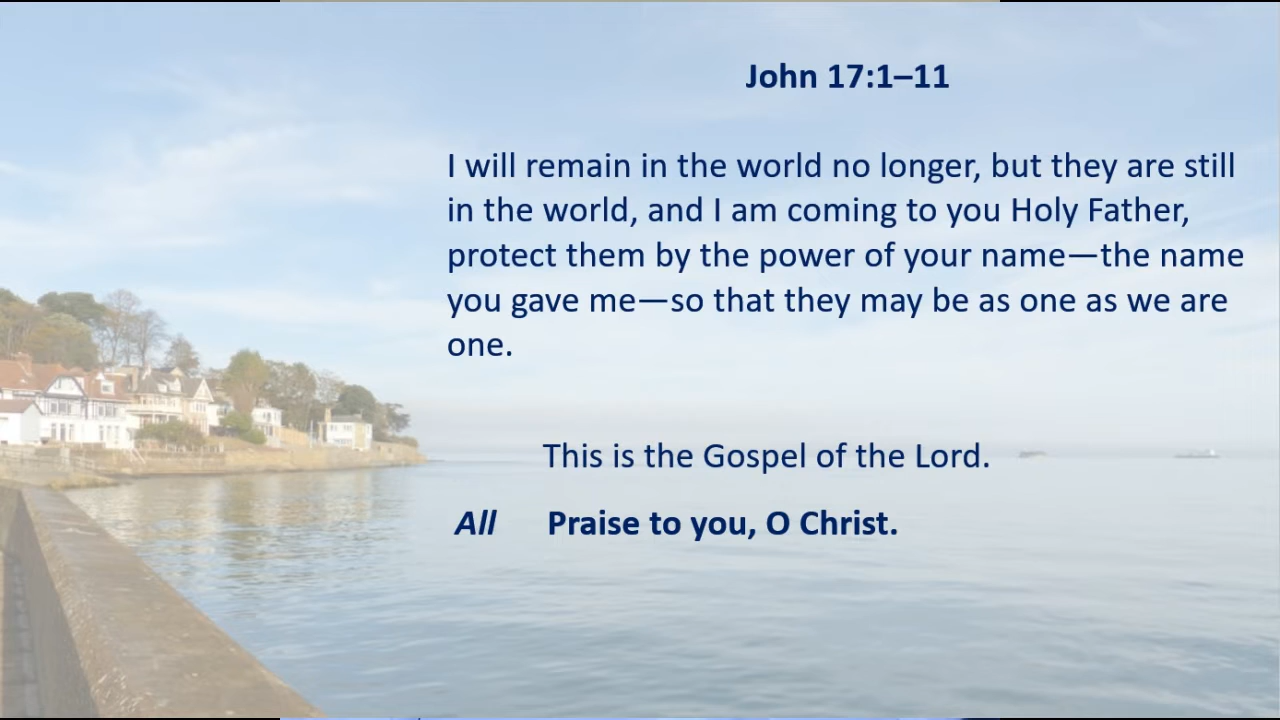 John 17:1–11
I will remain in the world no longer, but they are still
in the world, and I am coming to you Holy Father,
protect them by the power of your name—the name
you gave me—so that they may be as one as we are
one.
This is the Gospel of the Lord.
All Praise to you, O Christ.